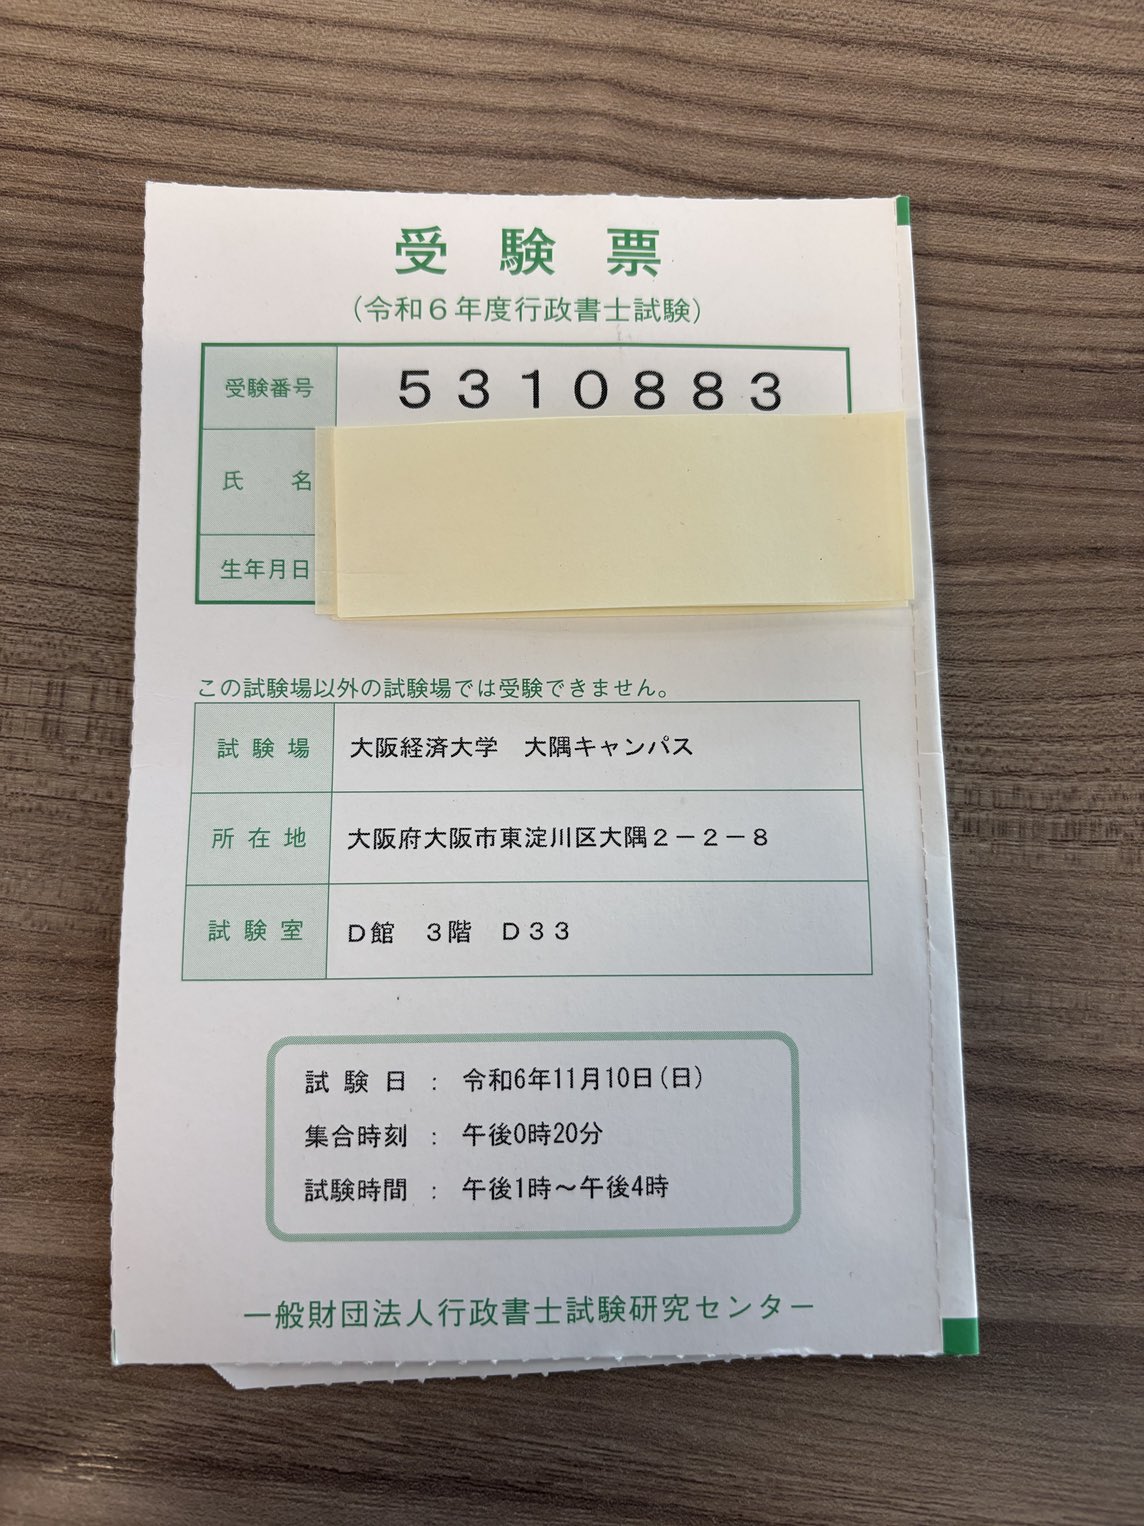 受験票
(令和6年度行政書士試験)
受験番号 5310883
氏名
生年月日
この試験場以外の試験場では受験できません。
試験場 大阪経済大学 大隅キャンパス
所在地 大阪府大阪市東淀川区大隅2-2-8
試験室 D館 3階 D33
試験日 : 令和6年11月10日(日)
集合時刻 : 午後0時20分
試験時間 : 午後1時~午後4時
一般財団法人行政書士試験研究センター